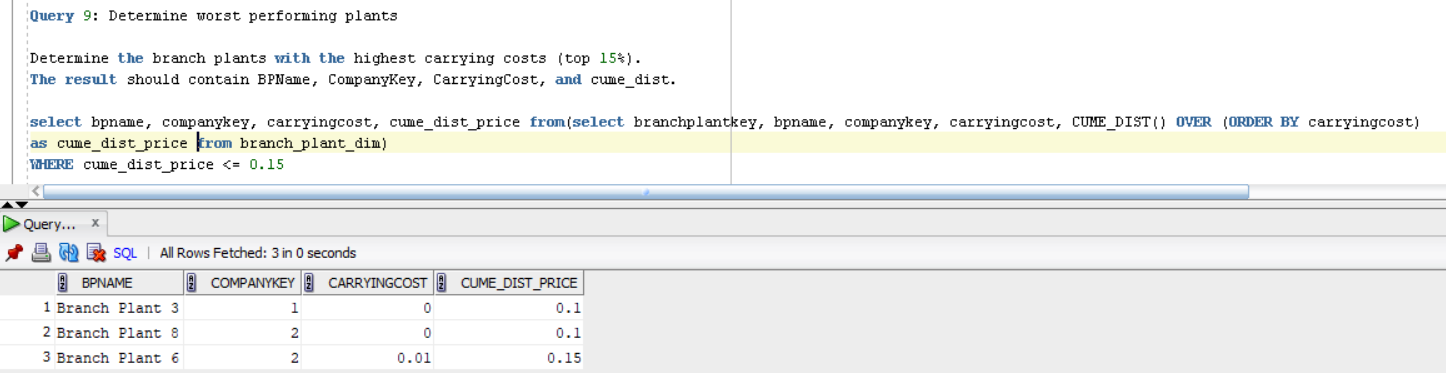 Query 9: Determine worst performing plants
Determine the branch plants with the highest carrying costs (top 15%).
The result should contain BPName, CompanyKey, CarryingCost, and cume_dist.
select bpname, companykey, carryingcost, cume_dist_price from(select branchplantkey, bpname, companykey, carryingcost, CUME_DIST() OVER (ORDER BY carryingcost)
as cume_dist_price from branch_plant_dim)
WHERE cume_dist_price <= 0.15
Query... x
SQL | All Rows Fetched: 3 in 0 seconds
BPNAME COMPANYKEY CARRYINGCOST CUME_DIST_PRICE
1 Branch Plant 3 1 0 0.1
2 Branch Plant 8 2 0 0.1
3 Branch Plant 6 2 0.01 0.15